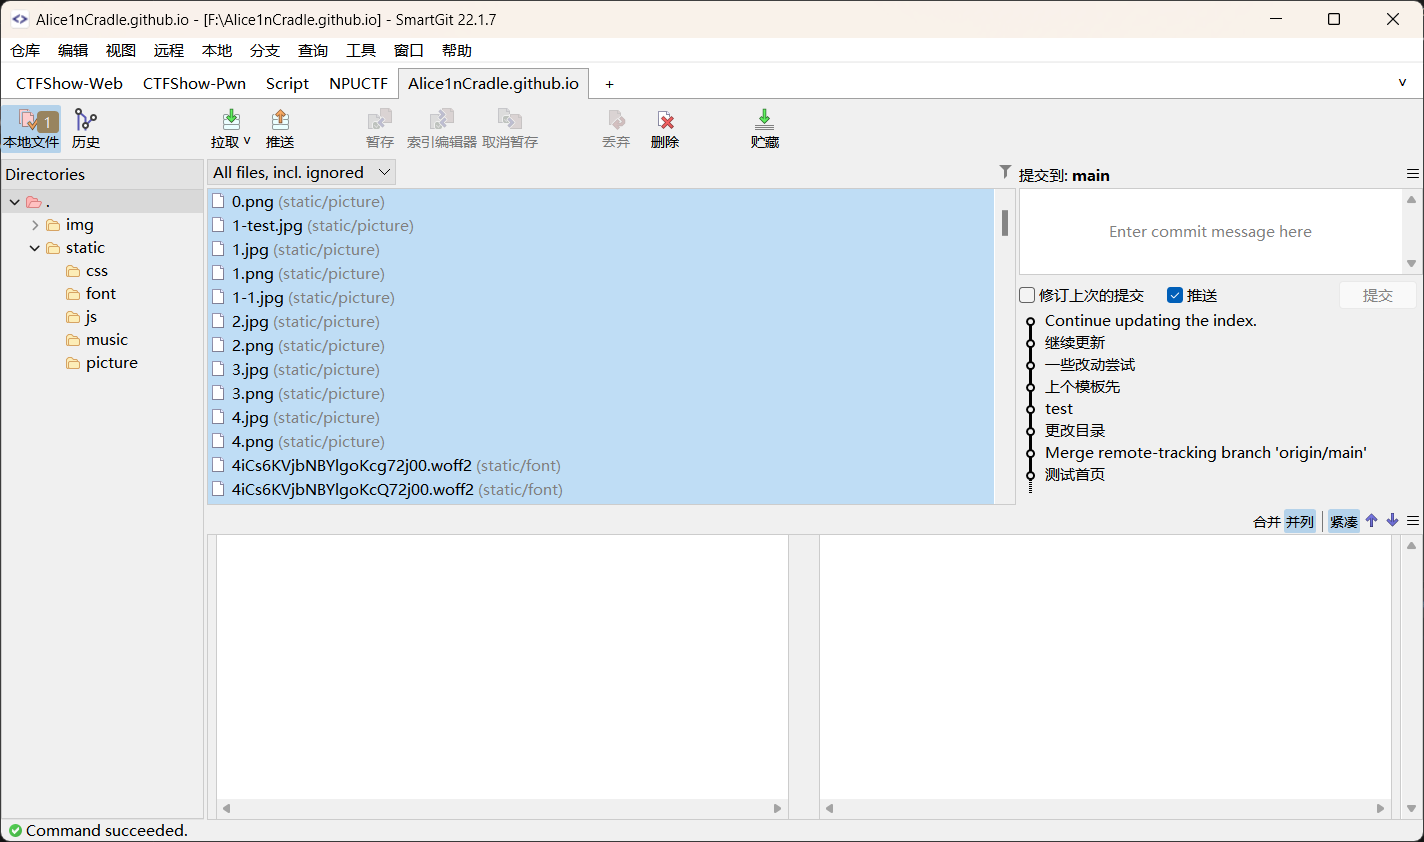 Alice1nCradle.github.io - [F:\Alice1nCradle.github.io] - SmartGit 22.1.7
仓库 编辑 视图 远程 本地 分支 查询 工具 窗口 帮助
CTFShow-Web CTFShow-Pwn Script NPUCTF Alice1nCradle.github.io +
1
本地文件 历史 拉取 推送 暂存 索引编辑器 取消暂存 丢弃 删除 贮藏
Directories
.
img
static
css
font
js
music
picture
All files, incl. ignored
0.png (static/picture)
1-test.jpg (static/picture)
1.jpg (static/picture)
1.png (static/picture)
1-1.jpg (static/picture)
2.jpg (static/picture)
2.png (static/picture)
3.jpg (static/picture)
3.png (static/picture)
4.jpg (static/picture)
4.png (static/picture)
4iCs6KVjbNBYlgoKcg72j00.woff2 (static/font)
4iCs6KVjbNBYlgoKcQ72j00.woff2 (static/font)
提交到: main
Enter commit message here
修订上次的提交 推送 提交
Continue updating the index.
继续更新
一些改动尝试
上个模板先
test
更改目录
Merge remote-tracking branch 'origin/main'
测试首页
合并 并列 紧凑
Command succeeded.